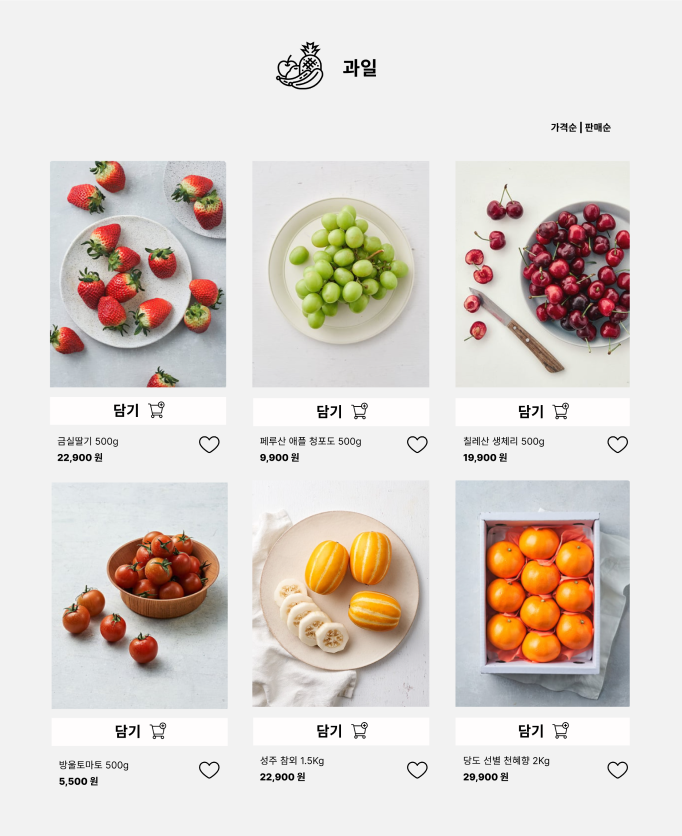 과일
가격순 | 판매순
담기
담기
담기
금실딸기 500g
22,900 원
페루산 애플 청포도 500g
9,900 원
칠레산 생체리 500g
19,900 원
담기
담기
담기
방울토마토 500g
5,500 원
성주 참외 1.5Kg
22,900 원
당도 선별 천혜향 2Kg
29,900 원